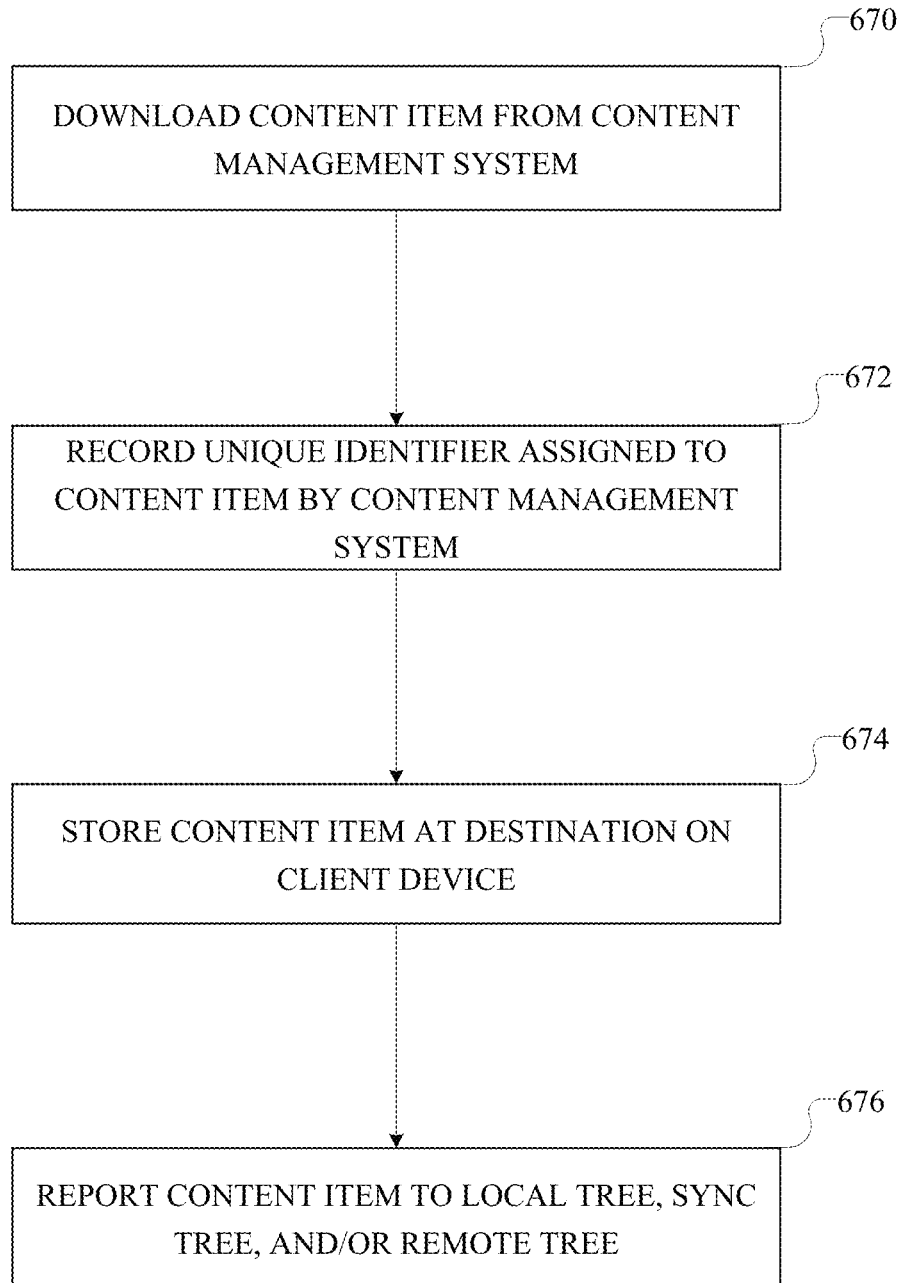 670
DOWNLOAD CONTENT ITEM FROM CONTENT
MANAGEMENT SYSTEM
672
RECORD UNIQUE IDENTIFIER ASSIGNED TO
CONTENT ITEM BY CONTENT MANAGEMENT
SYSTEM
674
STORE CONTENT ITEM AT DESTINATION ON
CLIENT DEVICE
676
REPORT CONTENT ITEM TO LOCAL TREE, SYNC
TREE, AND/OR REMOTE TREE